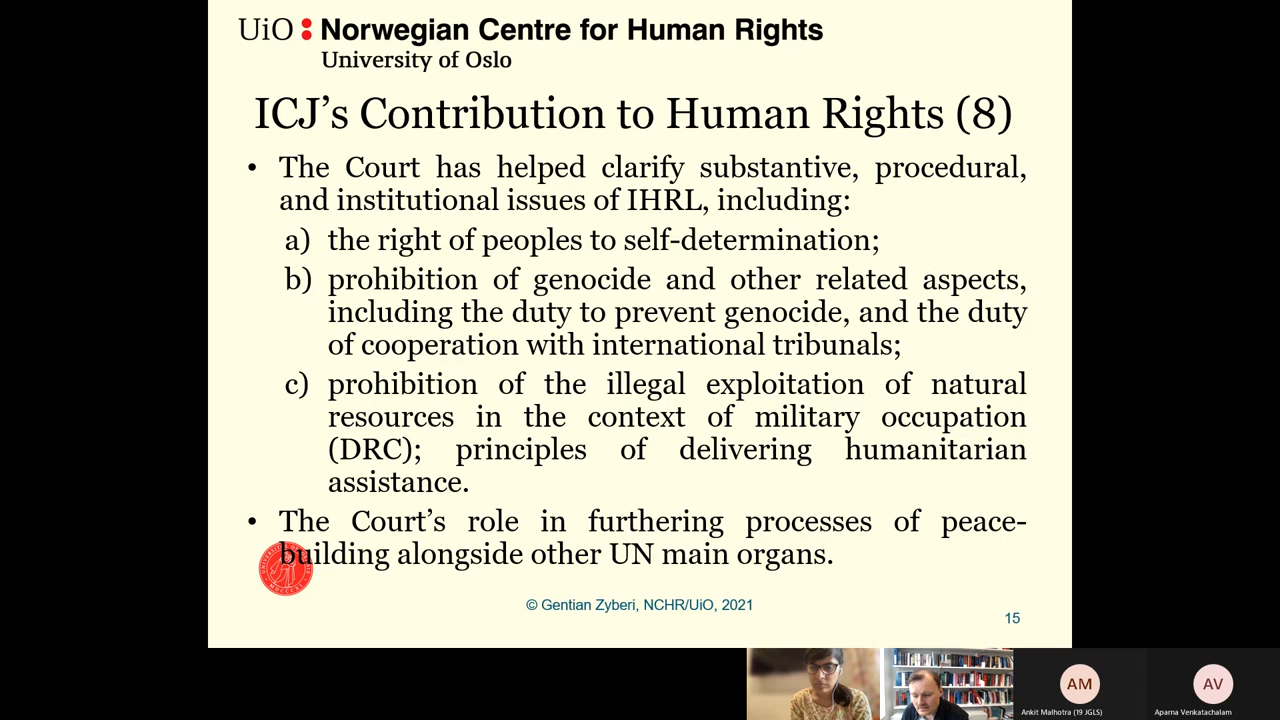 UiO : Norwegian Centre for Human Rights
University of Oslo
ICJ's Contribution to Human Rights (8)
• The Court has helped clarify substantive, procedural,
and institutional issues of IHRL, including:
a) the right of peoples to self-determination;
b) prohibition of genocide and other related aspects,
including the duty to prevent genocide, and the duty
of cooperation with international tribunals;
c) prohibition of the illegal exploitation of natural
resources in the context of military occupation
(DRC); principles of delivering humanitarian
assistance.
• The Court's role in furthering processes of peace-
building alongside other UN main organs.
© Gentian Zyberi, NCHR/UiO, 2021
15
AM
AV
Ankit Malhotra (19 JGLS)
Aparna Venkatachalam